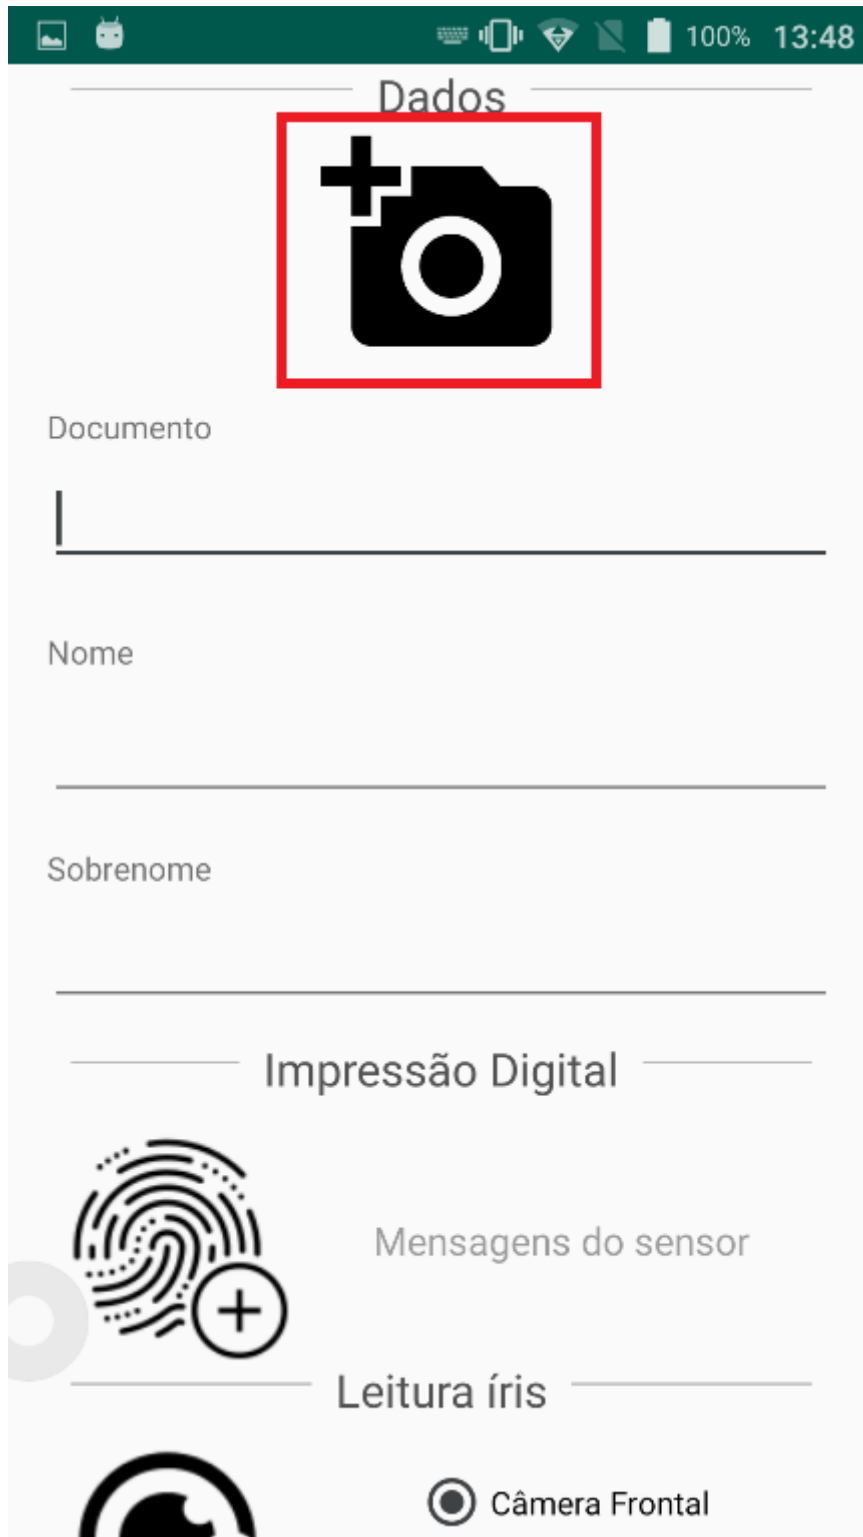 100% 13:48
Dados
Documento
Nome
Sobrenome
Impressão Digital
Mensagens do sensor
Leitura íris
Câmera Frontal